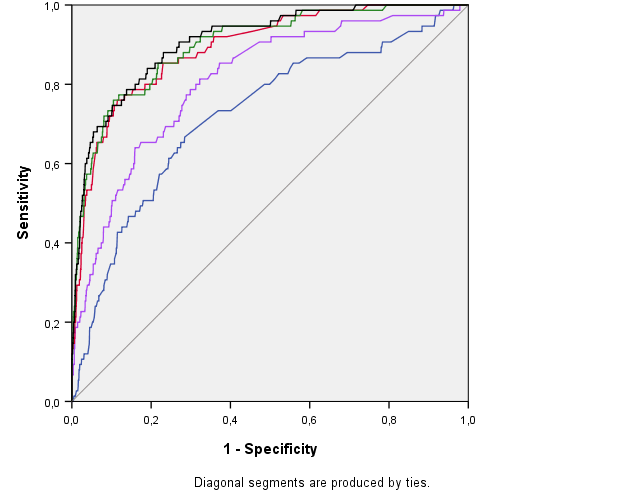 1,0
0,8
0,6
0,4
0,2
0,0
Sensitivity
0,0 0,2 0,4 0,6 0,8 1,0
1 - Specificity
Diagonal segments are produced by ties.